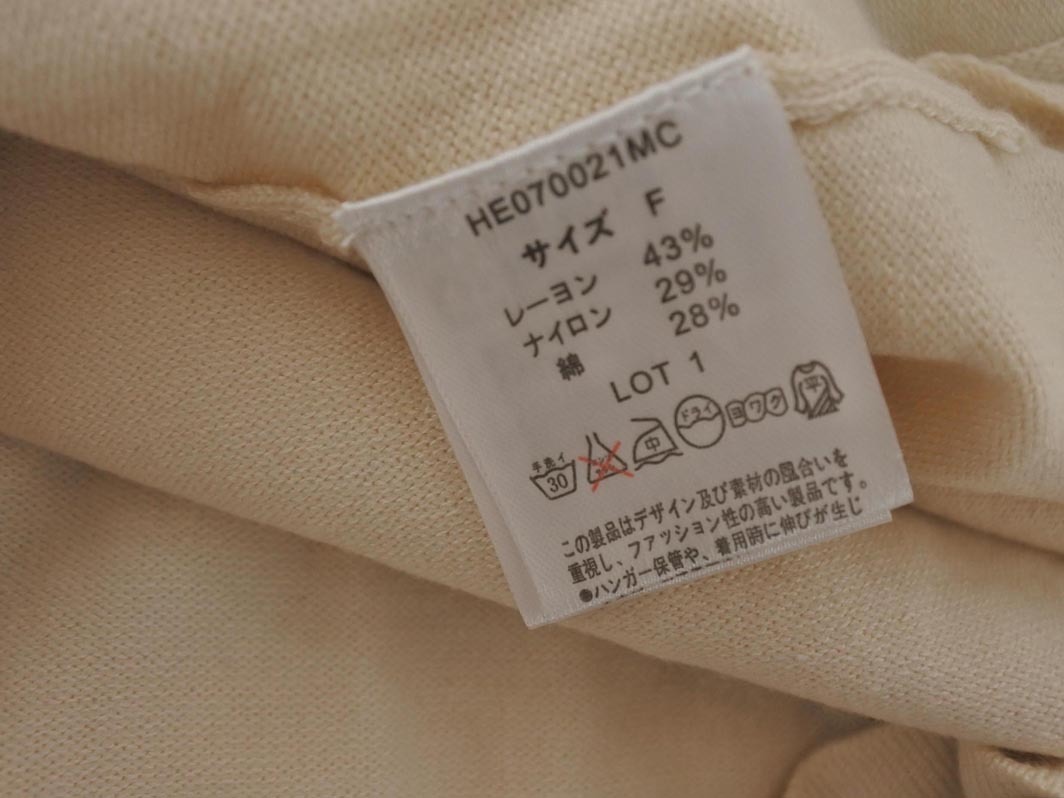 HE070021MC
サイズ F
レーヨン 43%
ナイロン 29%
綿 28%
LOT 1
手洗イ 30 中 ドライ ヨワク 平
この製品はデザイン及び素材の風合いを
重視し、ファッション性の高い製品です。
●ハンガー保管や、着用時に伸びが生じ